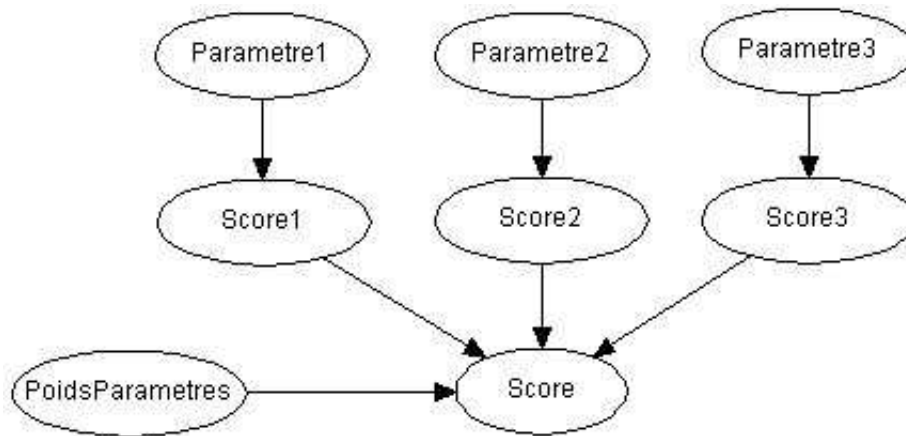 Parametre1
Parametre2
Parametre3
Score1
Score2
Score3
PoidsParametres
Score